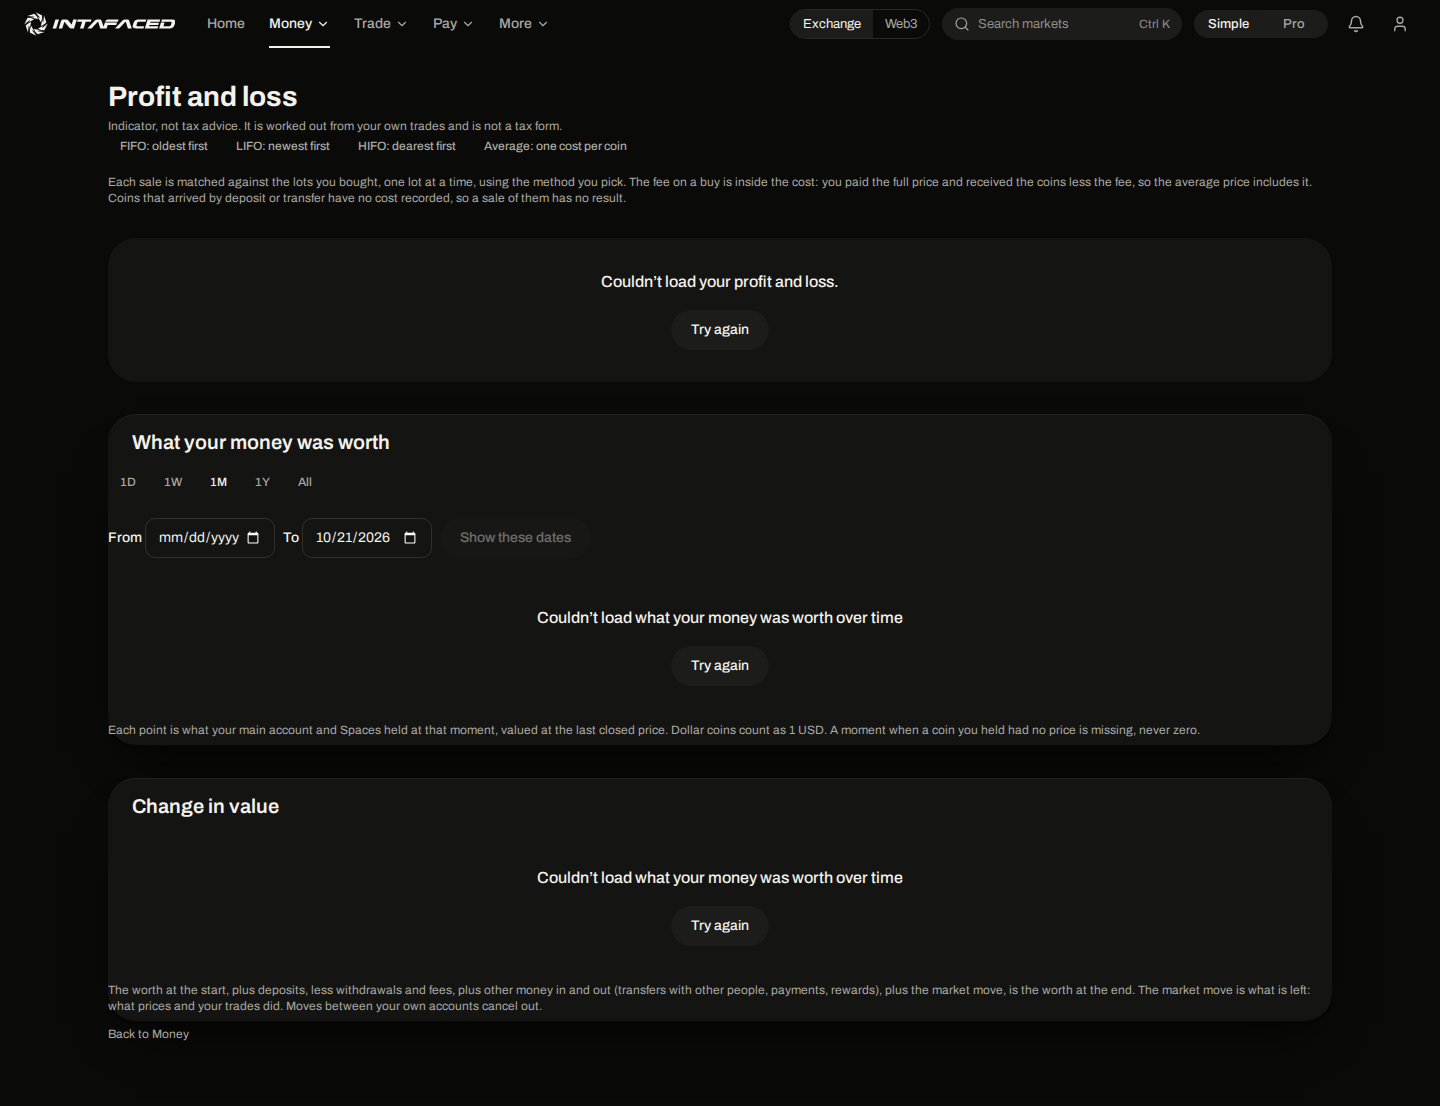 INTAFACED Home Money Trade Pay More Exchange Web3 Search markets Ctrl K Simple Pro
Profit and loss
Indicator, not tax advice. It is worked out from your own trades and is not a tax form.
FIFO: oldest first LIFO: newest first HIFO: dearest first Average: one cost per coin
Each sale is matched against the lots you bought, one lot at a time, using the method you pick. The fee on a buy is inside the cost: you paid the full price and received the coins less the fee, so the average price includes it.
Coins that arrived by deposit or transfer have no cost recorded, so a sale of them has no result.
Couldn’t load your profit and loss.
Try again
What your money was worth
1D 1W 1M 1Y All
From mm/dd/yyyy To 10/21/2026 Show these dates
Couldn’t load what your money was worth over time
Try again
Each point is what your main account and Spaces held at that moment, valued at the last closed price. Dollar coins count as 1 USD. A moment when a coin you held had no price is missing, never zero.
Change in value
Couldn’t load what your money was worth over time
Try again
The worth at the start, plus deposits, less withdrawals and fees, plus other money in and out (transfers with other people, payments, rewards), plus the market move, is the worth at the end. The market move is what is left:
what prices and your trades did. Moves between your own accounts cancel out.
Back to Money